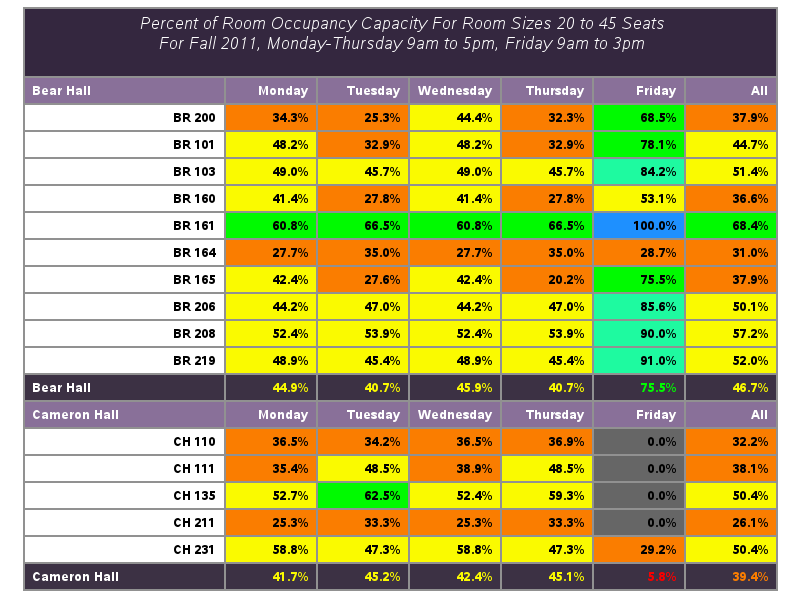 Percent of Room Occupancy Capacity For Room Sizes 20 to 45 Seats
For Fall 2011, Monday-Thursday 9am to 5pm, Friday 9am to 3pm
Bear Hall Monday Tuesday Wednesday Thursday Friday All
BR 200 34.3% 25.3% 44.4% 32.3% 68.5% 37.9%
BR 101 48.2% 32.9% 48.2% 32.9% 78.1% 44.7%
BR 103 49.0% 45.7% 49.0% 45.7% 84.2% 51.4%
BR 160 41.4% 27.8% 41.4% 27.8% 53.1% 36.6%
BR 161 60.8% 66.5% 60.8% 66.5% 100.0% 68.4%
BR 164 27.7% 35.0% 27.7% 35.0% 28.7% 31.0%
BR 165 42.4% 27.6% 42.4% 20.2% 75.5% 37.9%
BR 206 44.2% 47.0% 44.2% 47.0% 85.6% 50.1%
BR 208 52.4% 53.9% 52.4% 53.9% 90.0% 57.2%
BR 219 48.9% 45.4% 48.9% 45.4% 91.0% 52.0%
Bear Hall 44.9% 40.7% 45.9% 40.7% 75.5% 46.7%
Cameron Hall Monday Tuesday Wednesday Thursday Friday All
CH 110 36.5% 34.2% 36.5% 36.9% 0.0% 32.2%
CH 111 35.4% 48.5% 38.9% 48.5% 0.0% 38.1%
CH 135 52.7% 62.5% 52.4% 59.3% 0.0% 50.4%
CH 211 25.3% 33.3% 25.3% 33.3% 0.0% 26.1%
CH 231 58.8% 47.3% 58.8% 47.3% 29.2% 50.4%
Cameron Hall 41.7% 45.2% 42.4% 45.1% 5.8% 39.4%